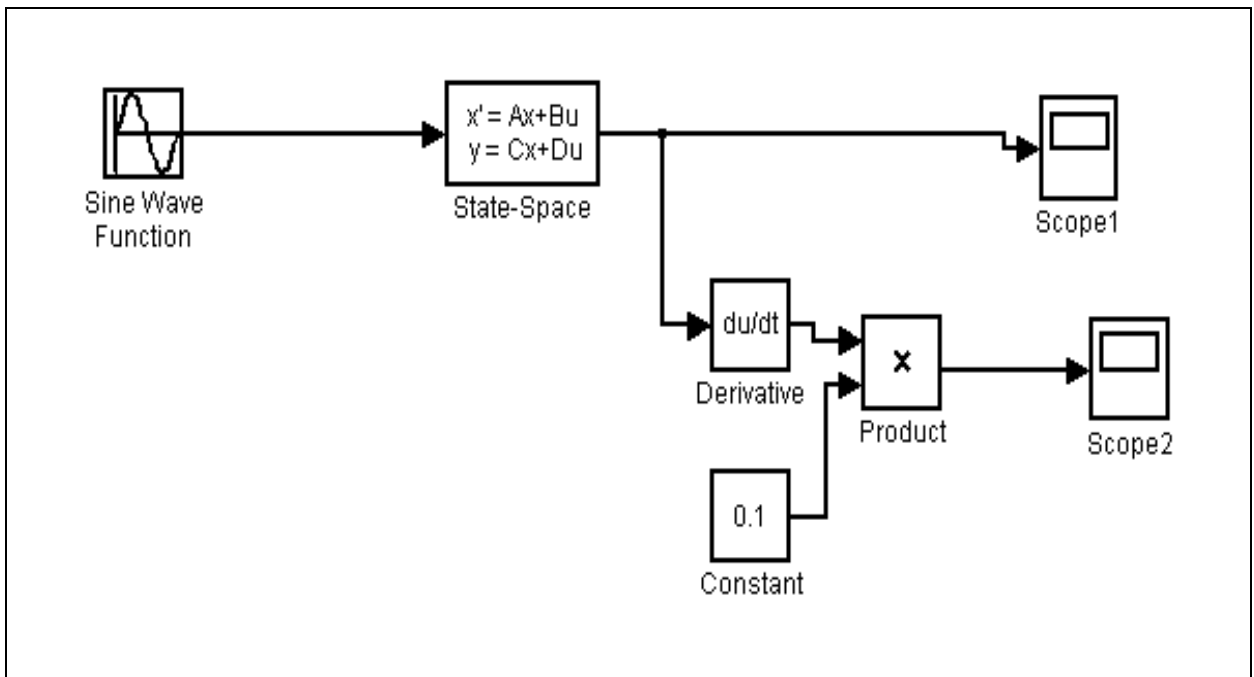 x' = Ax+Bu
y = Cx+Du
Sine Wave
Function
State-Space
Scope1
du/dt
Derivative
x
Product
Scope2
0.1
Constant